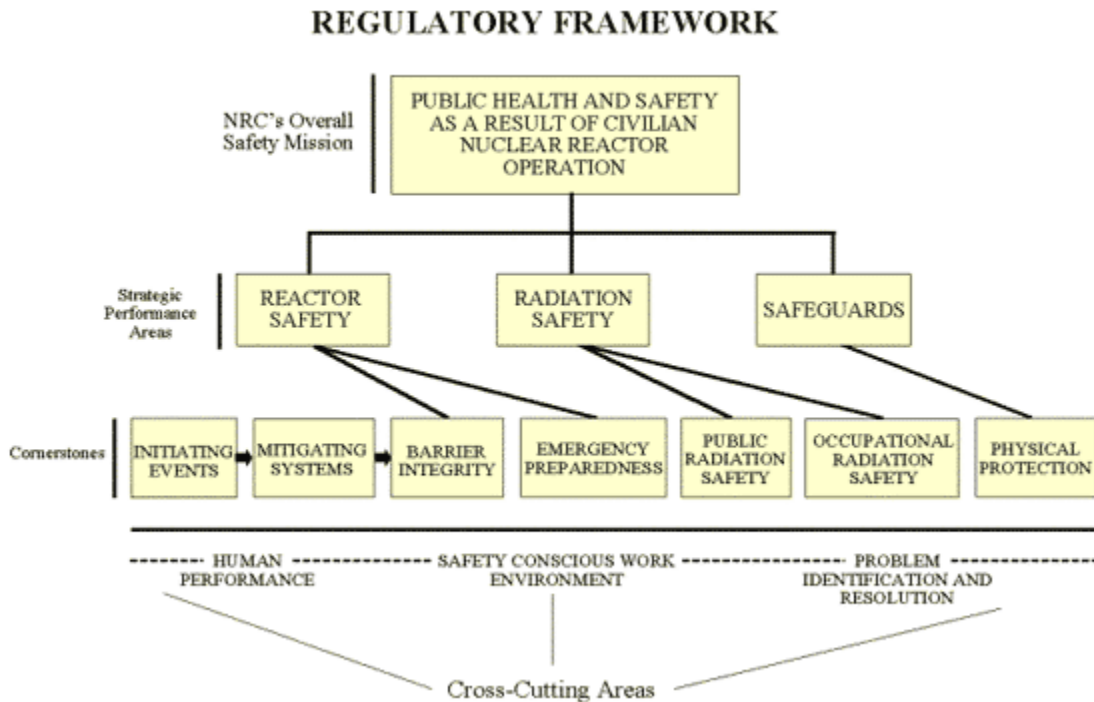 REGULATORY FRAMEWORK
NRC's Overall
Safety Mission
PUBLIC HEALTH AND SAFETY
AS A RESULT OF CIVILIAN
NUCLEAR REACTOR
OPERATION
Strategic
Performance
Areas
REACTOR
SAFETY
RADIATION
SAFETY
SAFEGUARDS
Cornerstones
INITIATING
EVENTS
MITIGATING
SYSTEMS
BARRIER
INTEGRITY
EMERGENCY
PREPAREDNESS
PUBLIC
RADIATION
SAFETY
OCCUPATIONAL
RADIATION
SAFETY
PHYSICAL
PROTECTION
HUMAN
PERFORMANCE
SAFETY CONSCIOUS WORK
ENVIRONMENT
PROBLEM
IDENTIFICATION AND
RESOLUTION
Cross-Cutting Areas